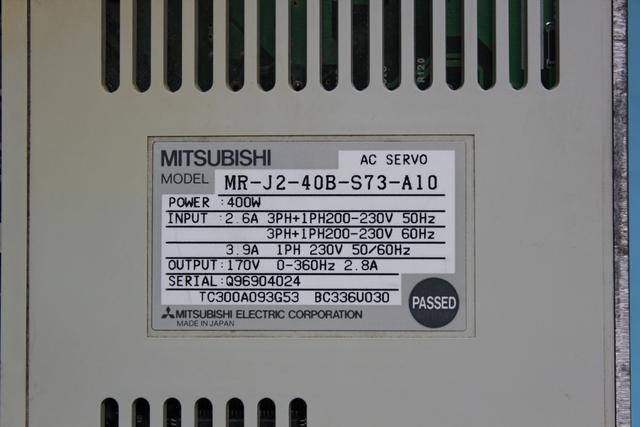 R120
MITSUBISHI
AC SERVO
MODEL MR-J2-40B-S73-A10
POWER :400W
INPUT :2.6A 3PH+1PH200-230V 50Hz
3PH+1PH200-230V 60Hz
3.9A 1PH 230V 50/60Hz
OUTPUT:170V 0-360Hz 2.8A
SERIAL:Q96904024
TC300A093G53 BC336U030
PASSED
MITSUBISHI ELECTRIC CORPORATION
MADE IN JAPAN